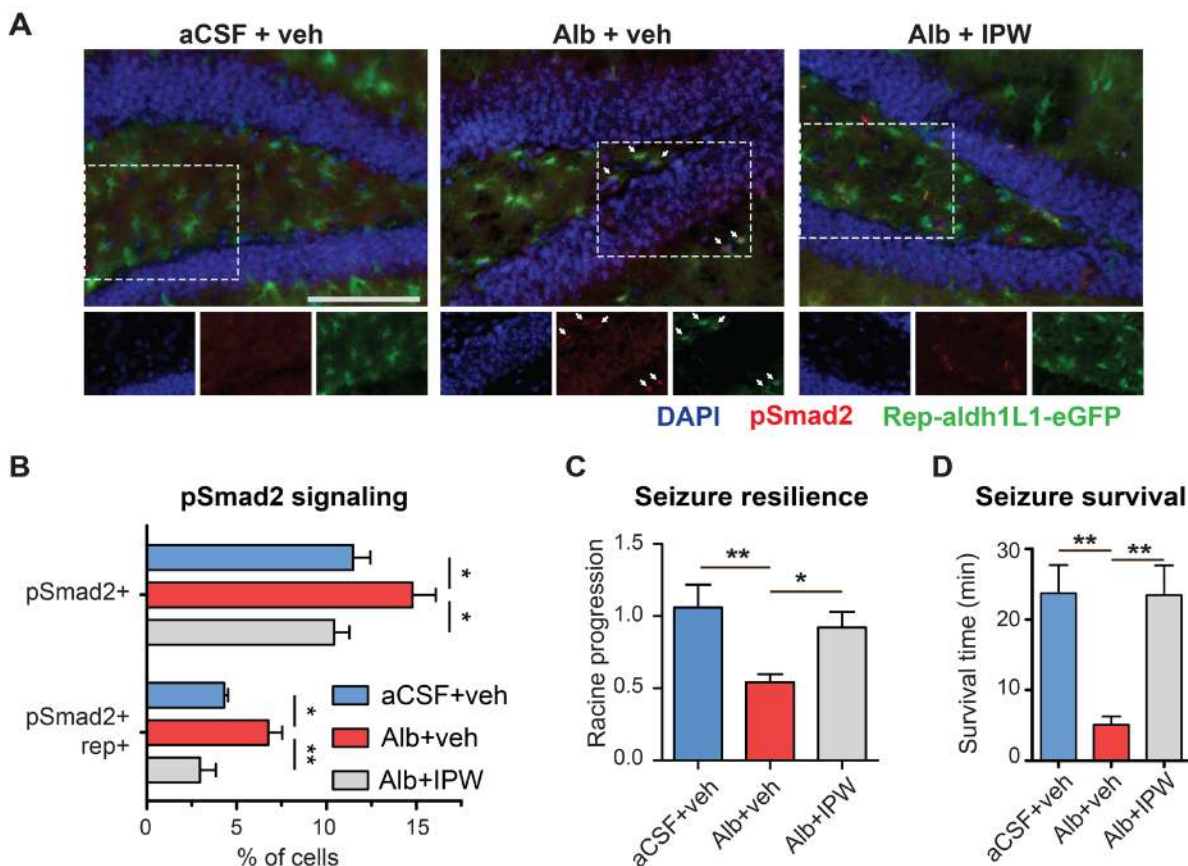 A
aCSF + veh
Alb + veh
Alb + IPW
DAPI pSmad2 Rep-aldh1L1-eGFP
B
pSmad2 signaling
pSmad2+
pSmad2+
rep+
*
*
*
**
aCSF+veh
Alb+veh
Alb+IPW
0 5 10 15
% of cells
C
Seizure resilience
Racine progression
1.5
1.0
0.5
0.0
**
*
aCSF+veh
Alb+veh
Alb+IPW
D
Seizure survival
Survival time (min)
30
20
10
0
**
**
aCSF+veh
Alb+veh
Alb+IPW